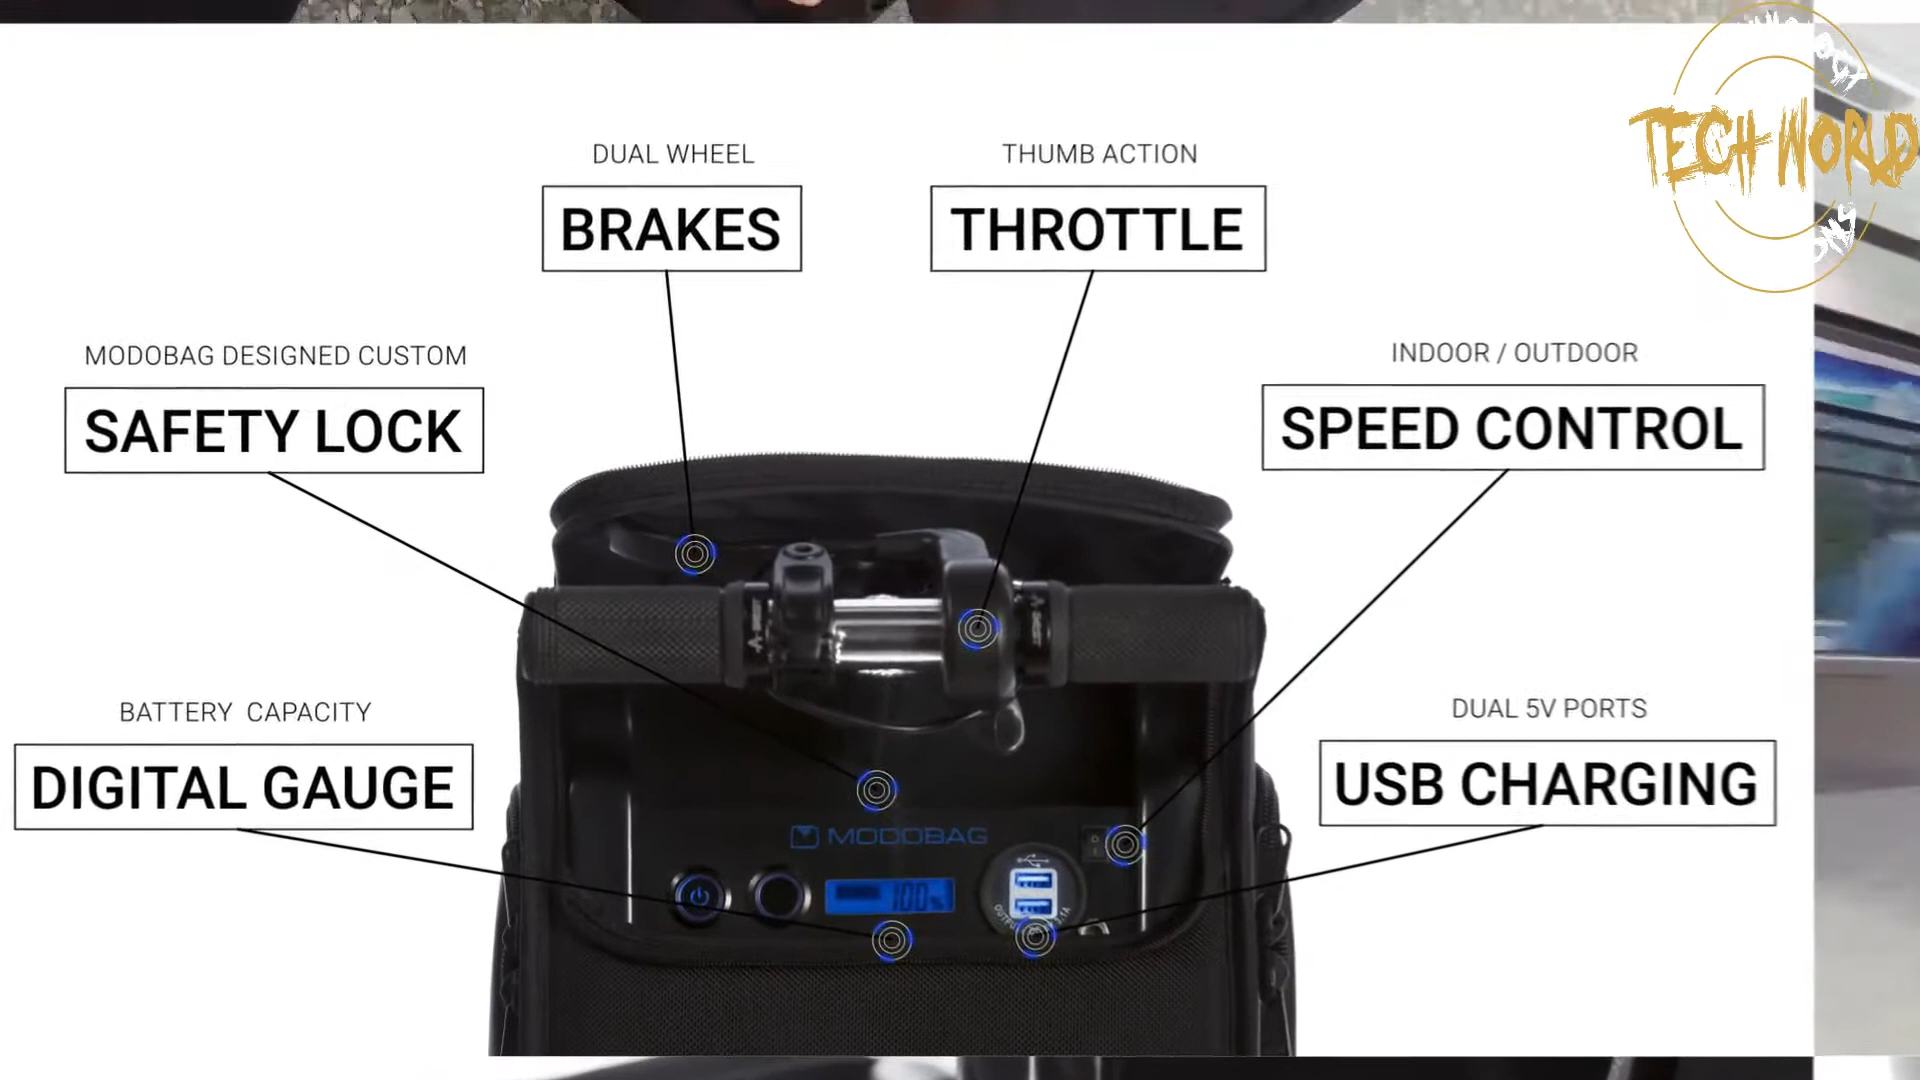 TECH WORLD
DUAL WHEEL
BRAKES
THUMB ACTION
THROTTLE
MODOBAG DESIGNED CUSTOM
SAFETY LOCK
INDOOR / OUTDOOR
SPEED CONTROL
BATTERY CAPACITY
DIGITAL GAUGE
DUAL 5V PORTS
USB CHARGING
MODOBAG
100%